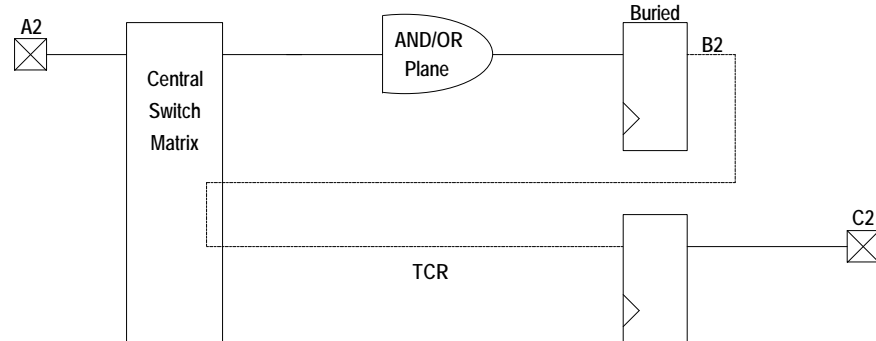 A2
Central
Switch
Matrix
AND/OR
Plane
Buried
B2
TCR
C2